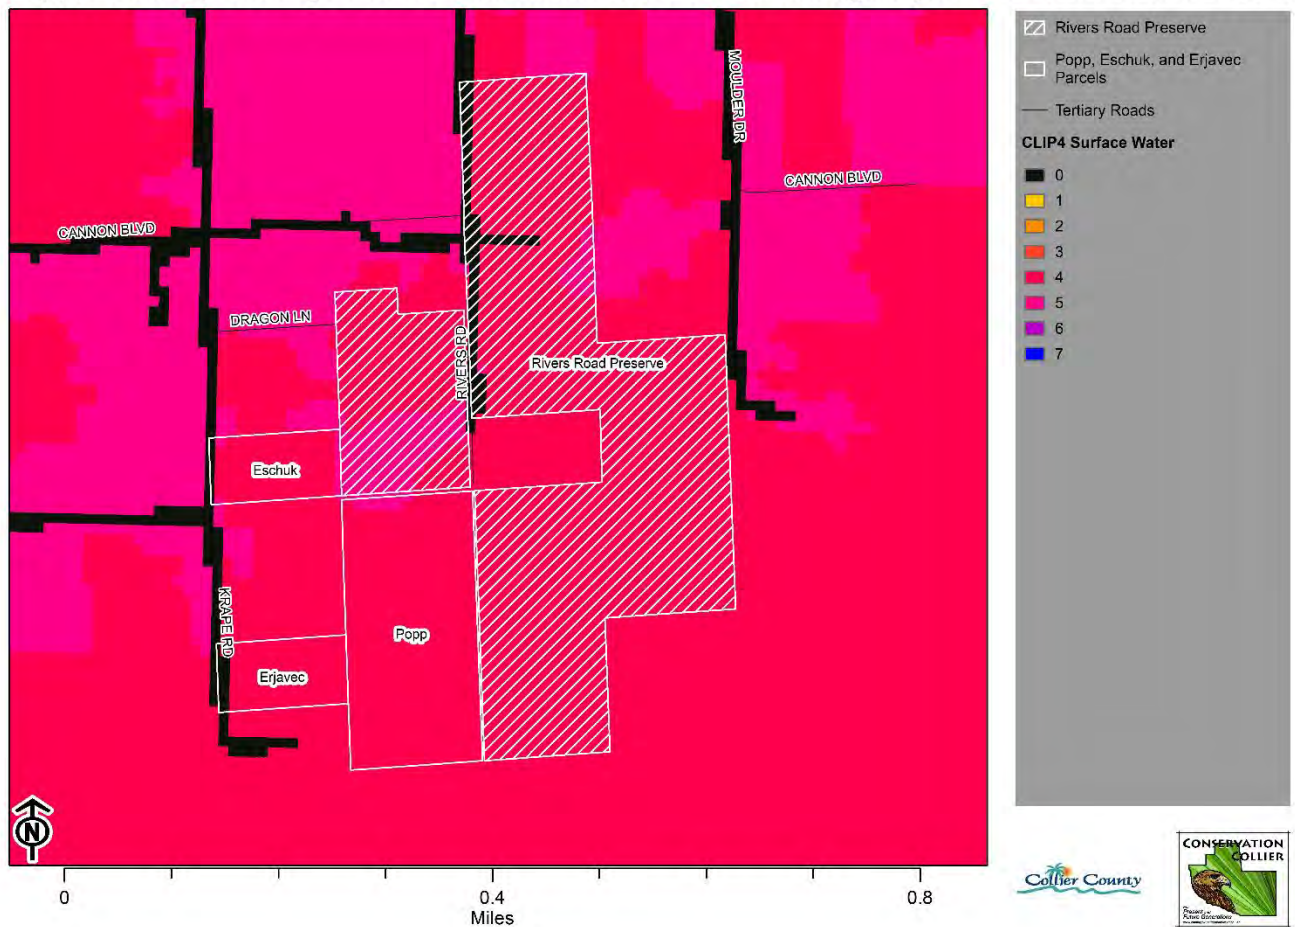 MOULDER DR
CANNON BLVD
CANNON BLVD
DRAGON LN
RIVERS RD
Rivers Road Preserve
Eschuk
KRAPE RD
Popp
Erjavec
N
0
0.4
0.8
Miles
Rivers Road Preserve
Popp, Eschuk, and Erjavec
Parcels
Tertiary Roads
CLIP4 Surface Water
0
1
2
3
4
5
6
7
Collier County
CONSERVATION
COLLIER
Future Generations